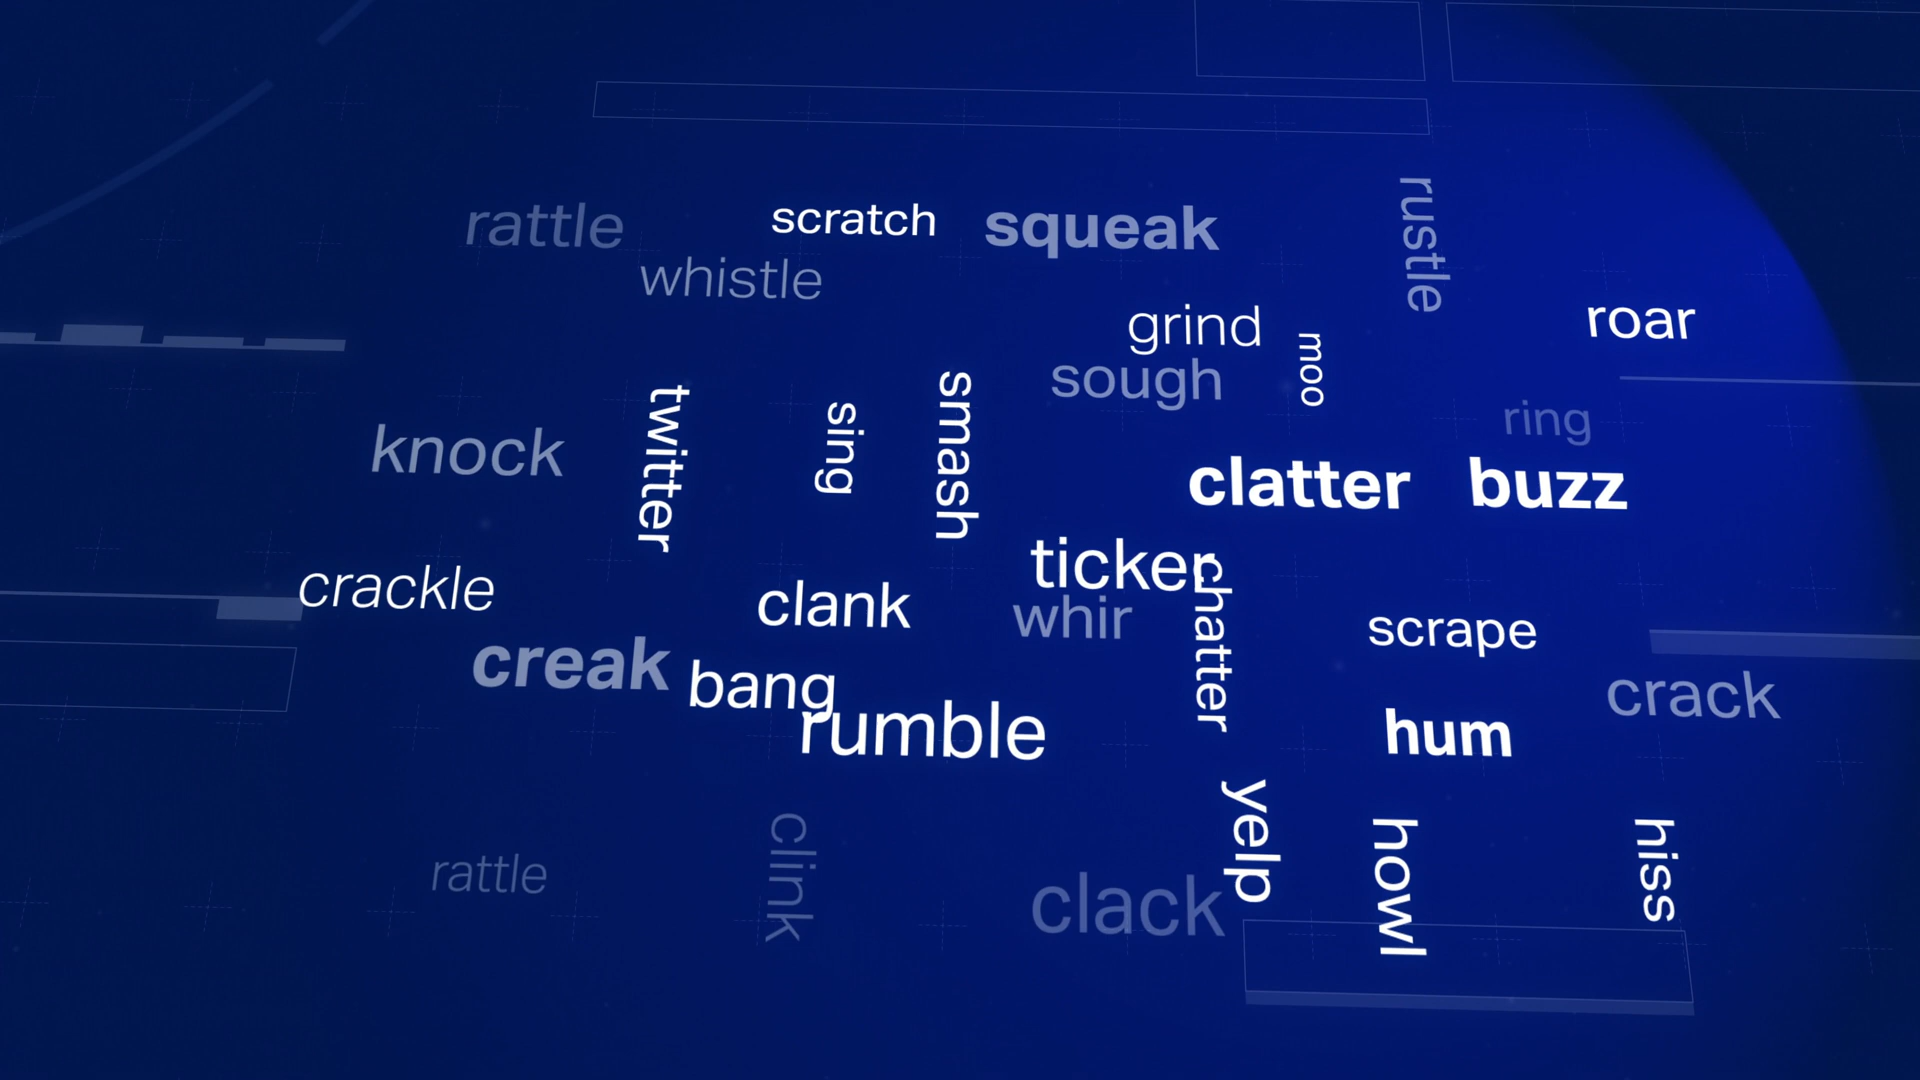 rattle
scratch
squeak
rustle
whistle
grind
moo
roar
sough
twitter
sing
smash
ring
knock
clatter
buzz
ticker
chatter
crackle
clank
whir
scrape
creak
bang
rumble
hum
crack
yelp
howl
hiss
rattle
clink
clack